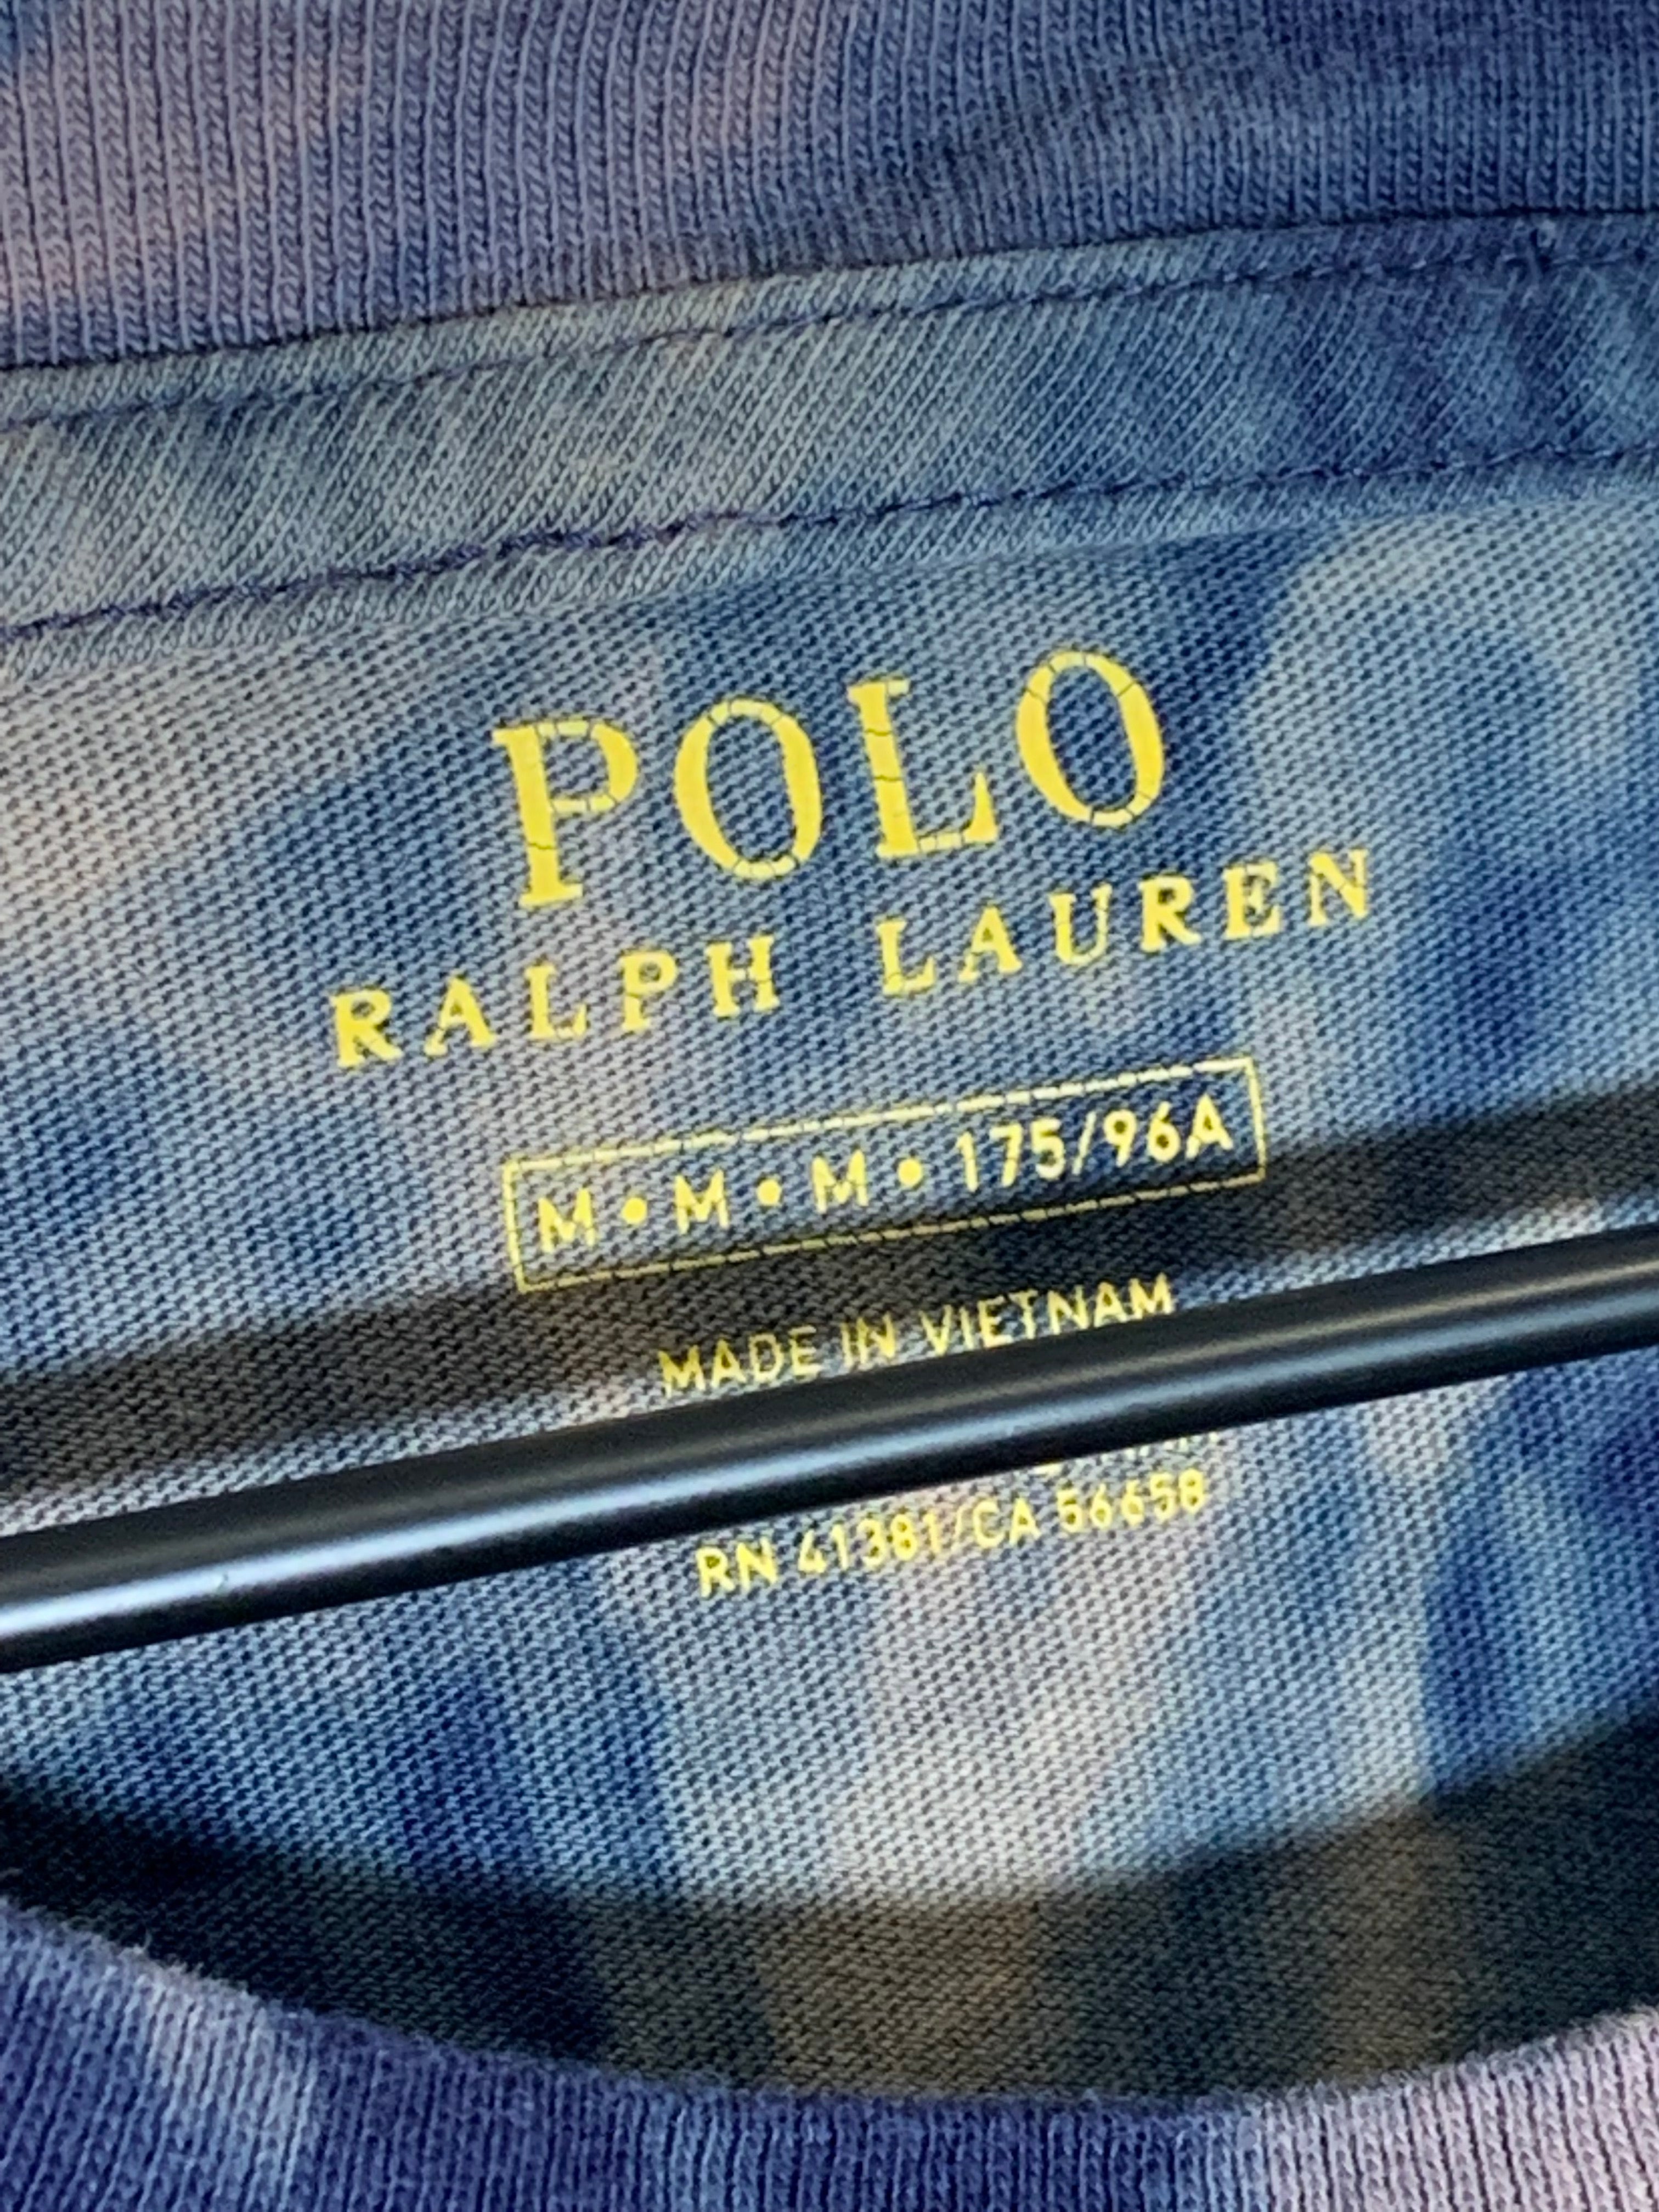 POLO
RALPH LAUREN
M • M • M • 175/96A
MADE IN VIETNAM
RN 41381/CA 56658